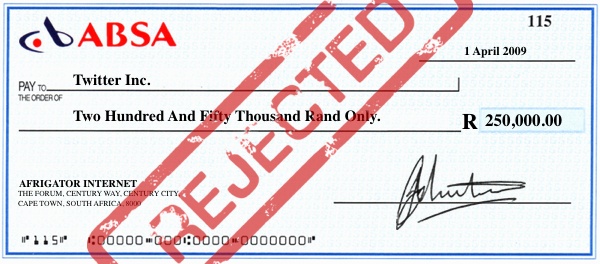 115
ABSA
1 April 2009
PAY TO
THE ORDER OF
Twitter Inc.
Two Hundred And Fifty Thousand Rand Only.
R 250,000.00
REJECTED
AFRIGATOR INTERNET
THE FORUM, CENTURY WAY, CENTURY CITY,
CAPE TOWN, SOUTH AFRICA, 8000
⑈115⑈ ⑆00000⑉000⑆0000⑉0000000⑈